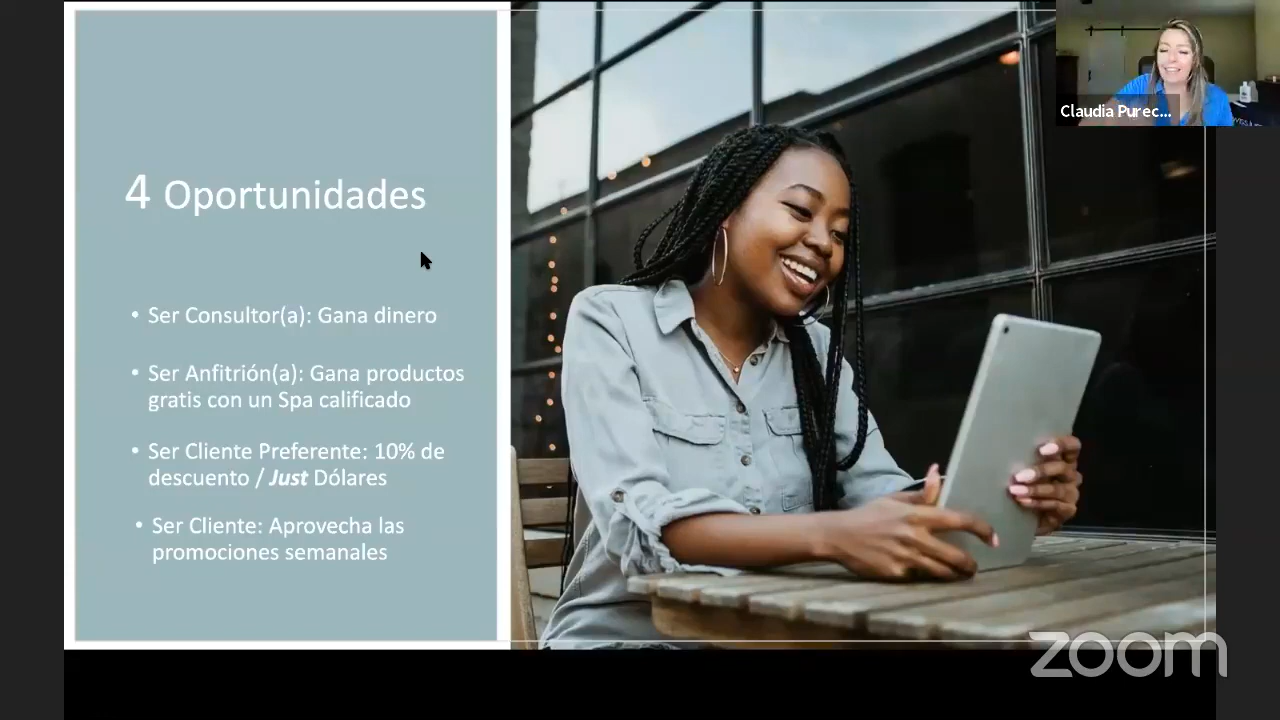 4 Oportunidades
• Ser Consultor(a): Gana dinero
• Ser Anfitrión(a): Gana productos
gratis con un Spa calificado
• Ser Cliente Preferente: 10% de
descuento / Just Dólares
• Ser Cliente: Aprovecha las
promociones semanales
Claudia Purec...
zoom